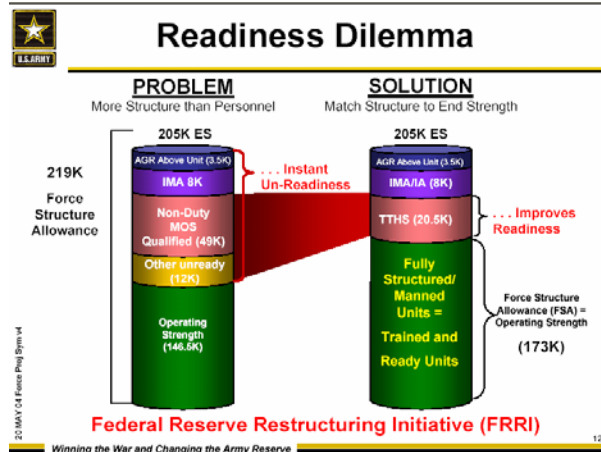 Readiness Dilemma
U.S.ARMY
PROBLEM
More Structure than Personnel
SOLUTION
Match Structure to End Strength
205K ES
205K ES
219K
Force
Structure
Allowance
AGR Above Unit (3.5K)
IMA 8K
Non-Duty
MOS
Qualified (49K)
Other unready
(12K)
Operating
Strength
(146.5K)
. . . Instant
Un-Readiness
AGR Above Unit (3.5K)
IMA/IA (8K)
TTHS (20.5K)
Fully
Structured/
Manned
Units =
Trained and
Ready Units
. . . Improves
Readiness
Force Structure
Allowance (FSA) =
Operating Strength
(173K)
Federal Reserve Restructuring Initiative (FRRI)
20 MAY 04 Force Proj Sym v4
Winning the War and Changing the Army Reserve
12